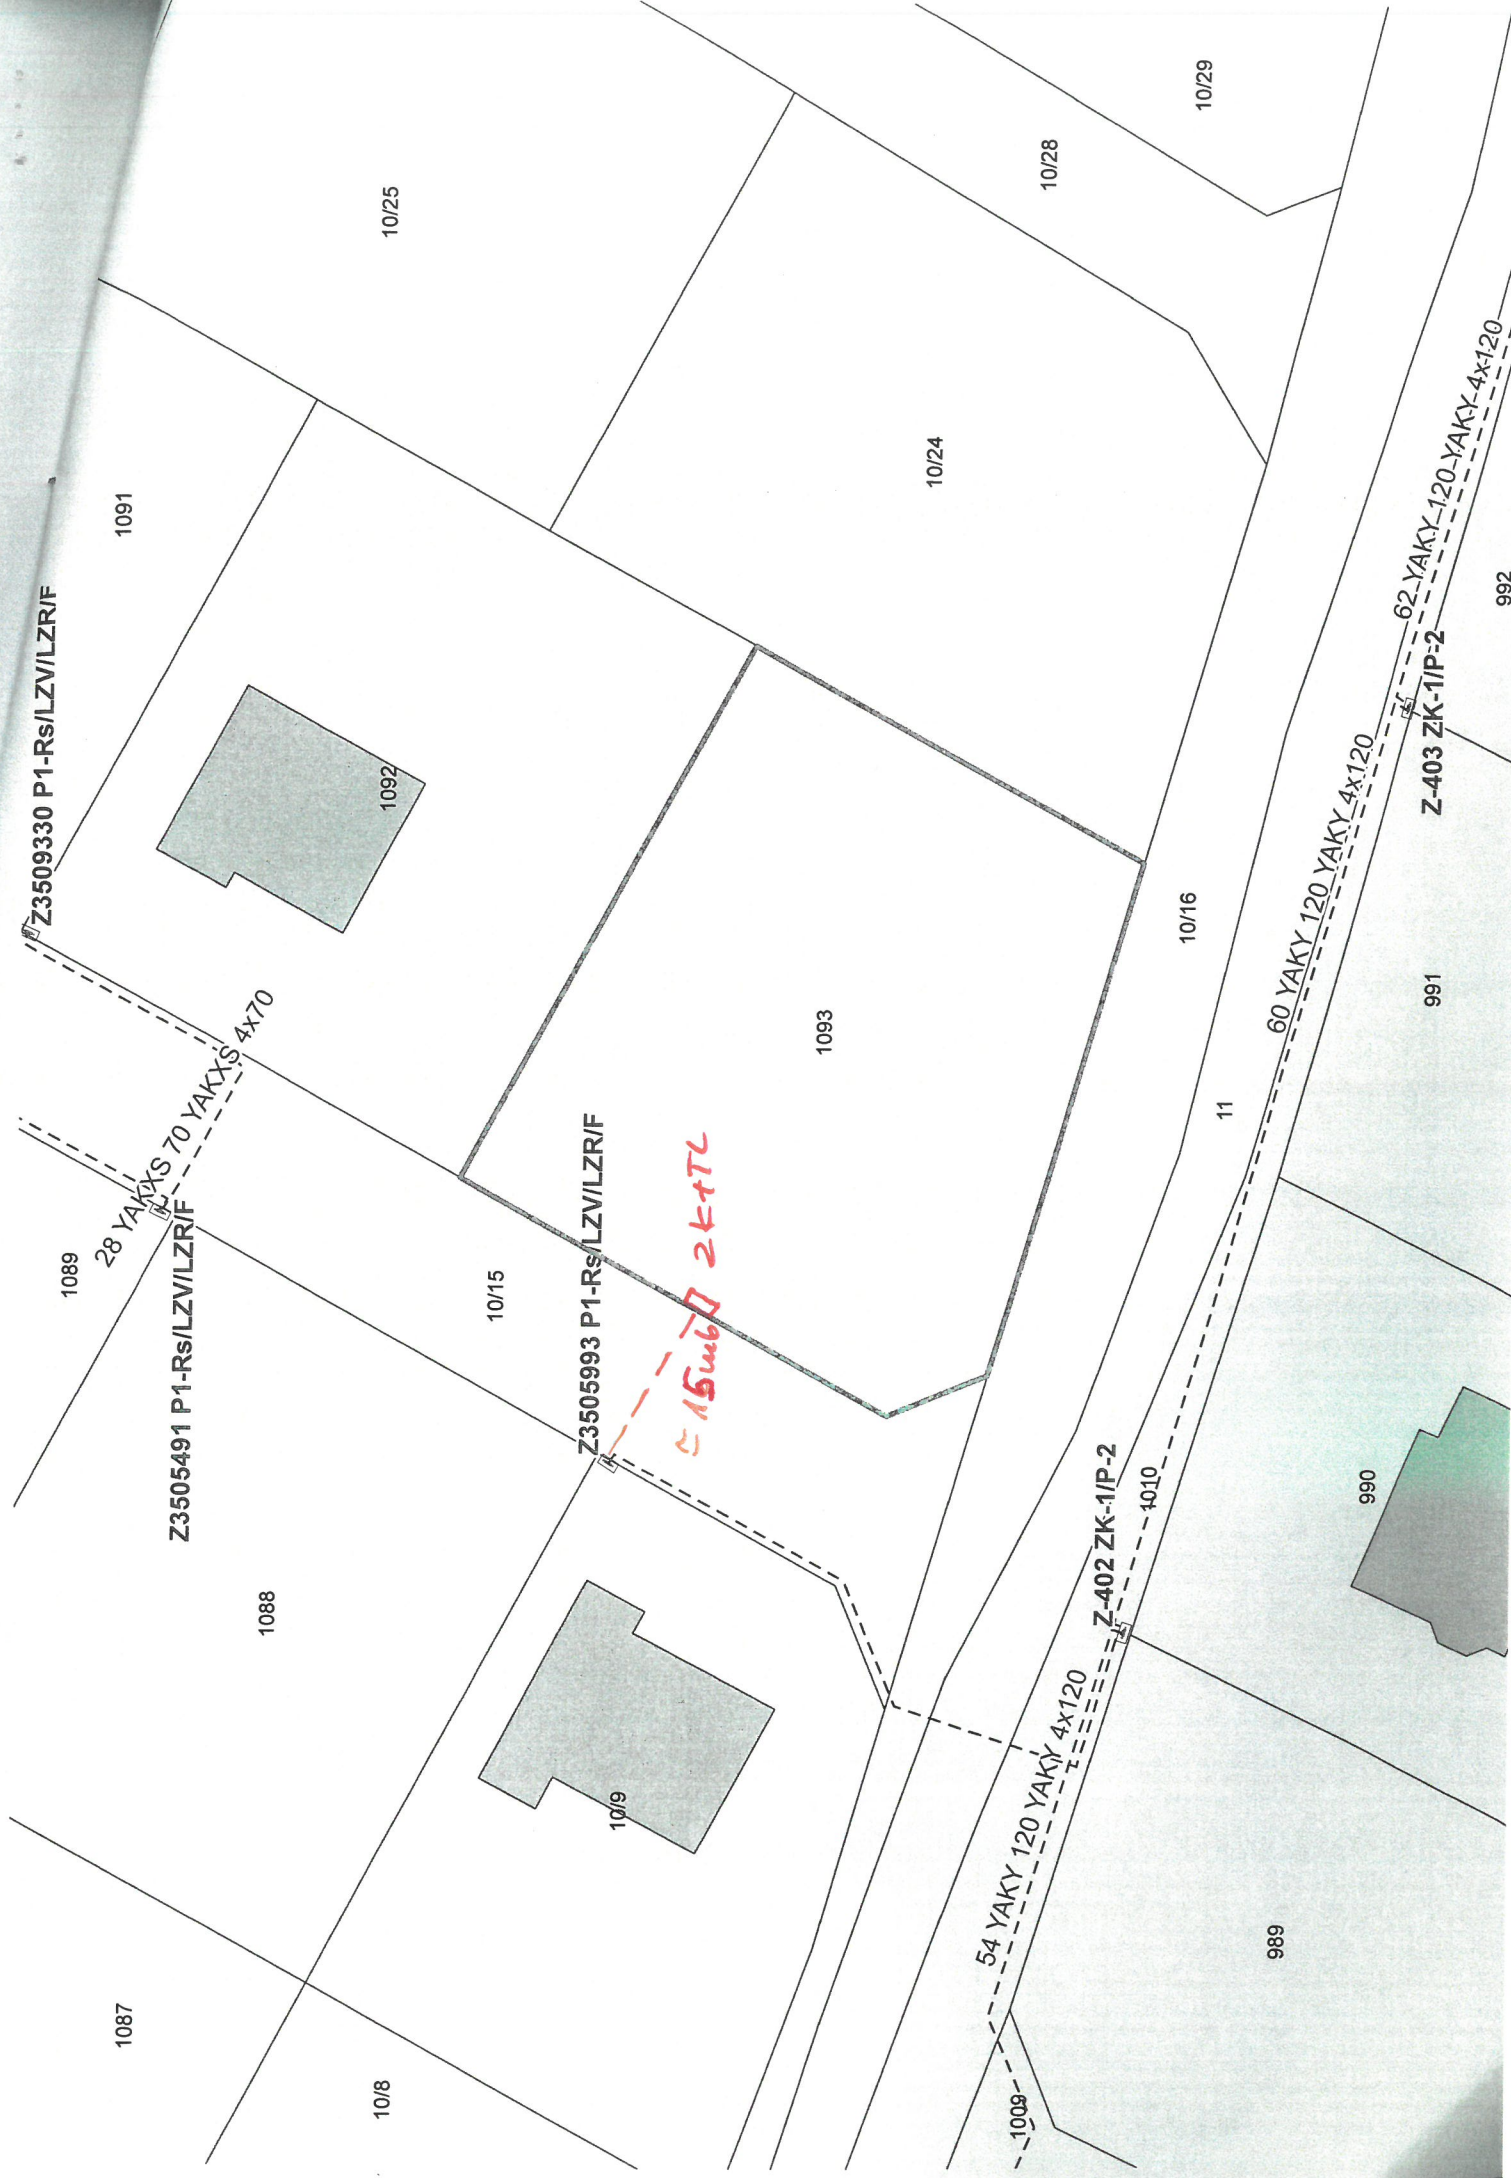 1087
10/8
1088
10/9
1089
28 YAKXS 70 YAKXS 4x70
Z3505491 P1-Rs/LZV/LZR/F
10/15
Z3505993 P1-Rs/LZV/LZR/F
≈ 15mb 2k+TL
Z3509330 P1-Rs/LZV/LZR/F
1091
1092
1093
10/25
10/24
10/28
10/29
10/16
11
1009
54 YAKY 120 YAKY 4x120
Z-402 ZK-1/P-2
1010
60 YAKY 120 YAKY 4x120
62 YAKY 120 YAKY 4x120
Z-403 ZK-1/P-2
989
990
991
992